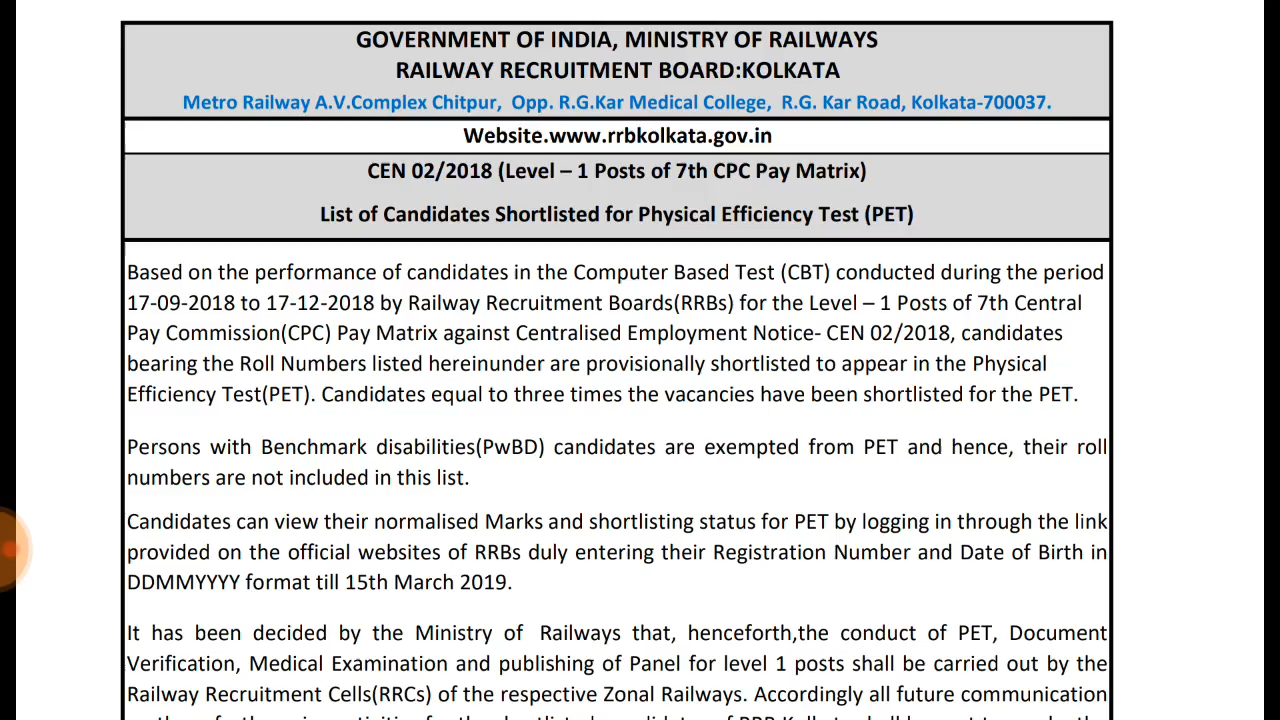 GOVERNMENT OF INDIA, MINISTRY OF RAILWAYS
RAILWAY RECRUITMENT BOARD:KOLKATA
Metro Railway A.V.Complex Chitpur, Opp. R.G.Kar Medical College, R.G. Kar Road, Kolkata-700037.
Website.www.rrbkolkata.gov.in
CEN 02/2018 (Level – 1 Posts of 7th CPC Pay Matrix)
List of Candidates Shortlisted for Physical Efficiency Test (PET)
Based on the performance of candidates in the Computer Based Test (CBT) conducted during the period
17-09-2018 to 17-12-2018 by Railway Recruitment Boards(RRBs) for the Level – 1 Posts of 7th Central
Pay Commission(CPC) Pay Matrix against Centralised Employment Notice- CEN 02/2018, candidates
bearing the Roll Numbers listed hereinunder are provisionally shortlisted to appear in the Physical
Efficiency Test(PET). Candidates equal to three times the vacancies have been shortlisted for the PET.
Persons with Benchmark disabilities(PwBD) candidates are exempted from PET and hence, their roll
numbers are not included in this list.
Candidates can view their normalised Marks and shortlisting status for PET by logging in through the link
provided on the official websites of RRBs duly entering their Registration Number and Date of Birth in
DDMMYYYY format till 15th March 2019.
It has been decided by the Ministry of Railways that, henceforth,the conduct of PET, Document
Verification, Medical Examination and publishing of Panel for level 1 posts shall be carried out by the
Railway Recruitment Cells(RRCs) of the respective Zonal Railways. Accordingly all future communication